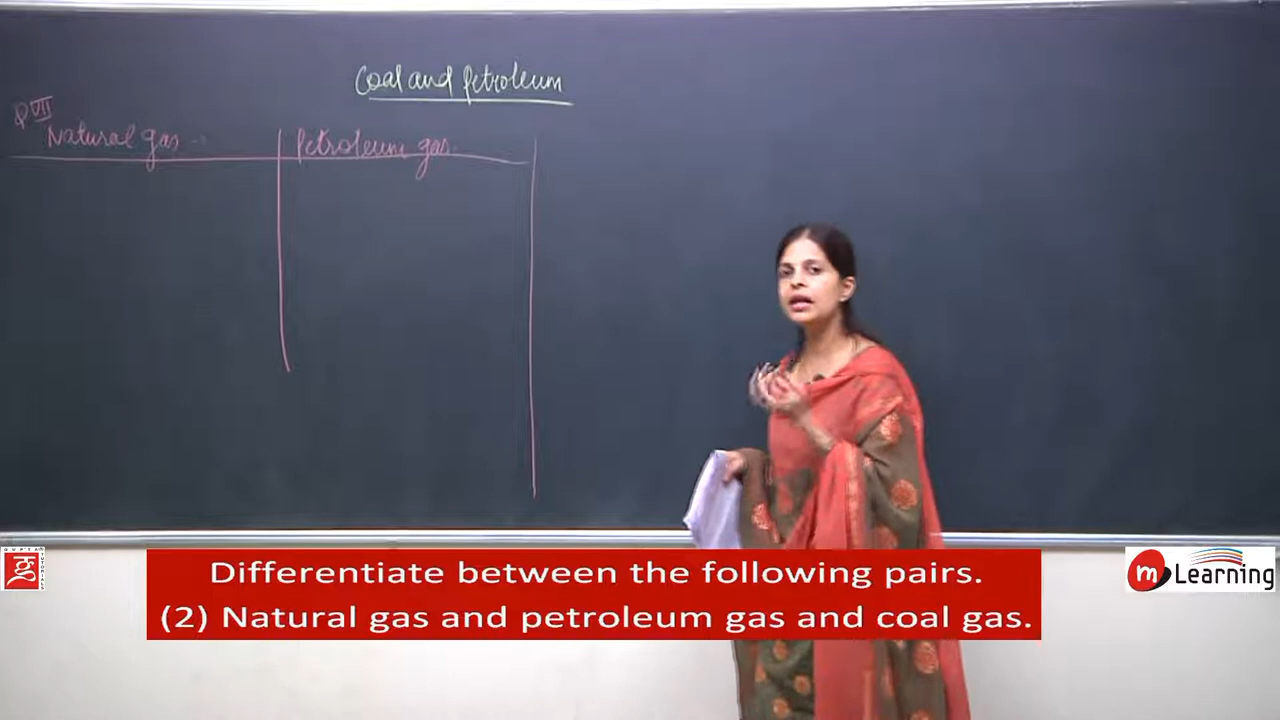 Coal and Petroleum
Q VII
Natural gas
Petroleum gas.
Differentiate between the following pairs.
(2) Natural gas and petroleum gas and coal gas.
m Learning